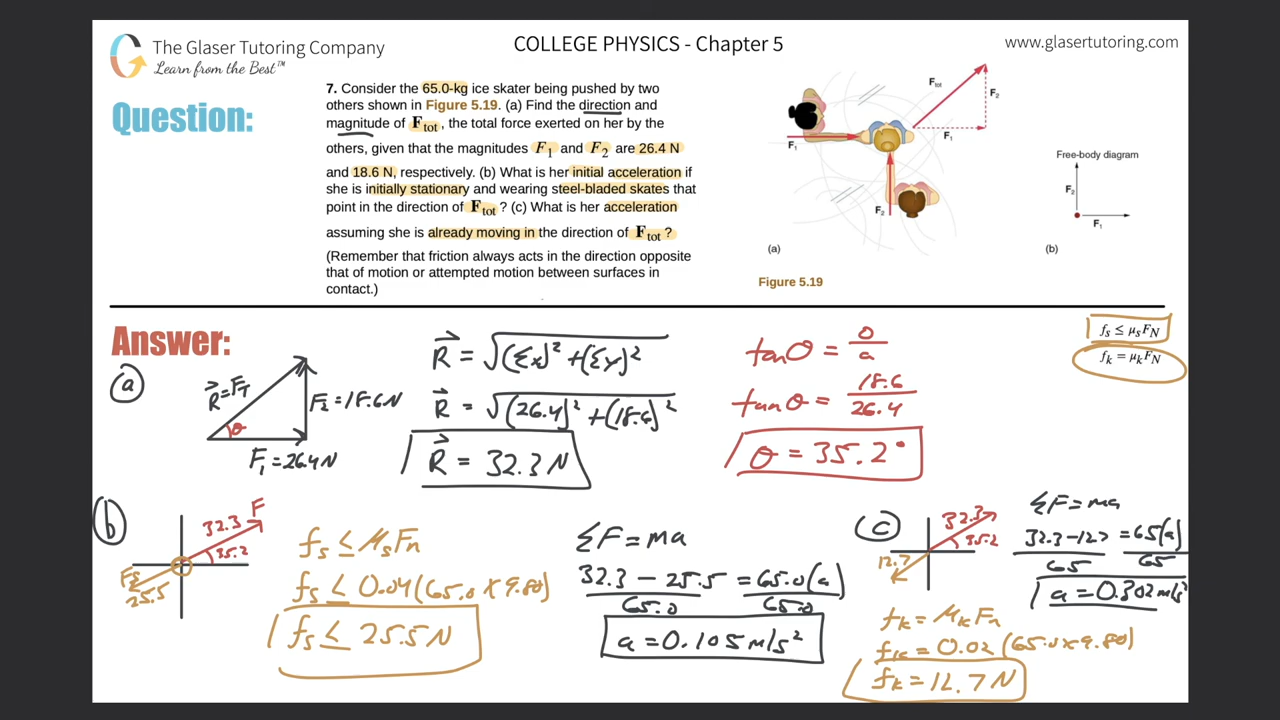 The Glaser Tutoring Company
Learn from the Best™
COLLEGE PHYSICS - Chapter 5
www.glasertutoring.com
Question:
7. Consider the 65.0-kg ice skater being pushed by two
others shown in Figure 5.19. (a) Find the direction and
magnitude of Ftot, the total force exerted on her by the
others, given that the magnitudes F1 and F2 are 26.4 N
and 18.6 N, respectively. (b) What is her initial acceleration if
she is initially stationary and wearing steel-bladed skates that
point in the direction of Ftot ? (c) What is her acceleration
assuming she is already moving in the direction of Ftot ?
(Remember that friction always acts in the direction opposite
that of motion or attempted motion between surfaces in
contact.)
F1
F2
Ftot
F2
F1
(a)
Free-body diagram
F2
F1
(b)
Figure 5.19
Answer:
fs ≤ μsFN
fk = μkFN
(a)
R = FT
θ
F2 = 18.6 N
F1 = 26.4 N
R = √(Σx)² + (Σy)²
R = √(26.4)² + (18.6)²
R = 32.3 N
tan θ = o/a
tan θ = 18.6/26.4
θ = 35.2°
(b)
32.3 F
35.2
Fs
25.5
fs ≤ μsFn
fs ≤ 0.04(65.0 x 9.80)
fs ≤ 25.5 N
ΣF = ma
32.3 - 25.5 = 65.0(a)
65.0 65.0
a = 0.105 m/s²
(c)
32.3
35.2
12.7
ΣF = ma
32.3 - 12.7 = 65(a)
65 65
a = 0.302 m/s²
fk = μkFn
fk = 0.02 (65.0 x 9.80)
fk = 12.7 N